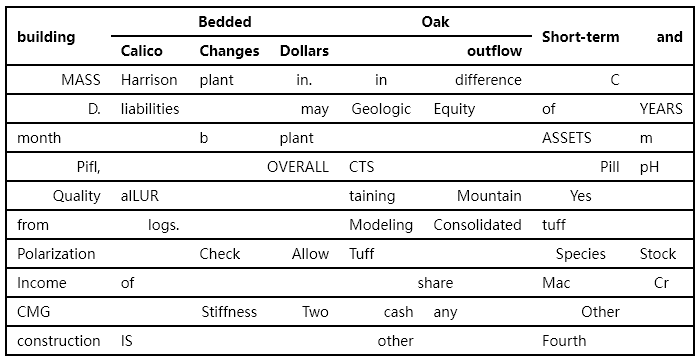 building Bedded Oak Short-term and
Calico Changes Dollars outflow
MASS Harrison plant in. in difference C
D. liabilities may Geologic Equity of YEARS
month b plant ASSETS m
Pifl, OVERALL CTS Pill pH
Quality alLUR taining Mountain Yes
from logs. Modeling Consolidated tuff
Polarization Check Allow Tuff Species Stock
Income of share Mac Cr
CMG Stiffness Two cash any Other
construction IS other Fourth